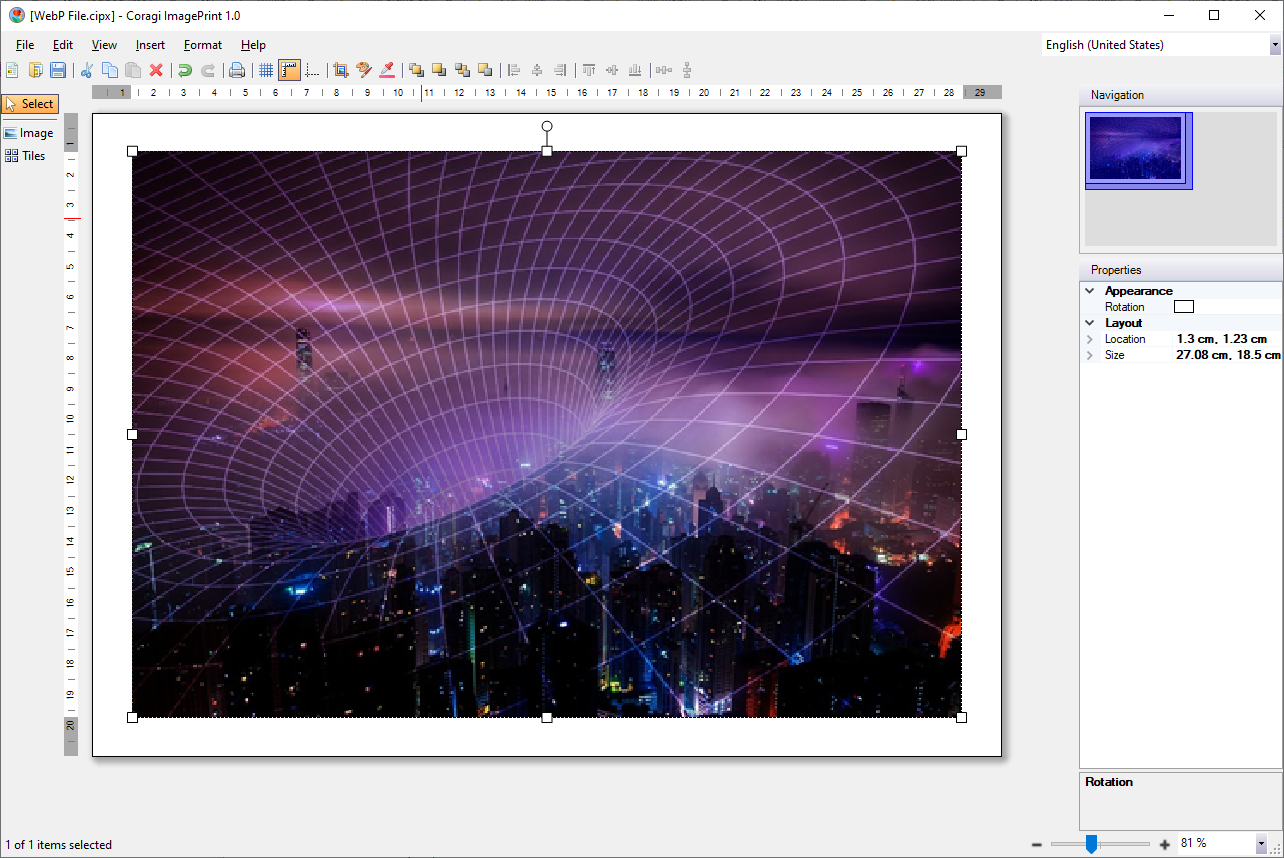 [WebP File.cipx] - Coragi ImagePrint 1.0
File Edit View Insert Format Help
English (United States)
1 2 3 4 5 6 7 8 9 10 11 12 13 14 15 16 17 18 19 20 21 22 23 24 25 26 27 28 29
Select
Image
Tiles
1
2
3
4
5
6
7
8
9
10
11
12
13
14
15
16
17
18
19
20
Navigation
Properties
Appearance
Rotation
Layout
Location 1.3 cm, 1.23 cm
Size 27.08 cm, 18.5 cm
Rotation
1 of 1 items selected
81 %